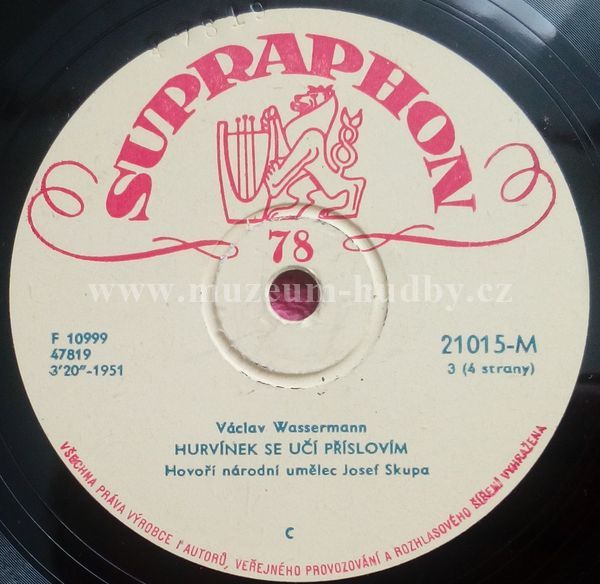 47819
SUPRAPHON
78
www.muzeum-hudby.cz
F 10999
47819
3'20"-1951
21015-M
3 (4 strany)
Václav Wassermann
HURVÍNEK SE UČÍ PŘÍSLOVÍM
Hovoří národní umělec Josef Skupa
C
VŠECHNA PRÁVA VÝROBCE I AUTORŮ, VEŘEJNÉHO PROVOZOVÁNÍ A ROZHLASOVÉHO ŠÍŘENÍ VYHRAŽENA